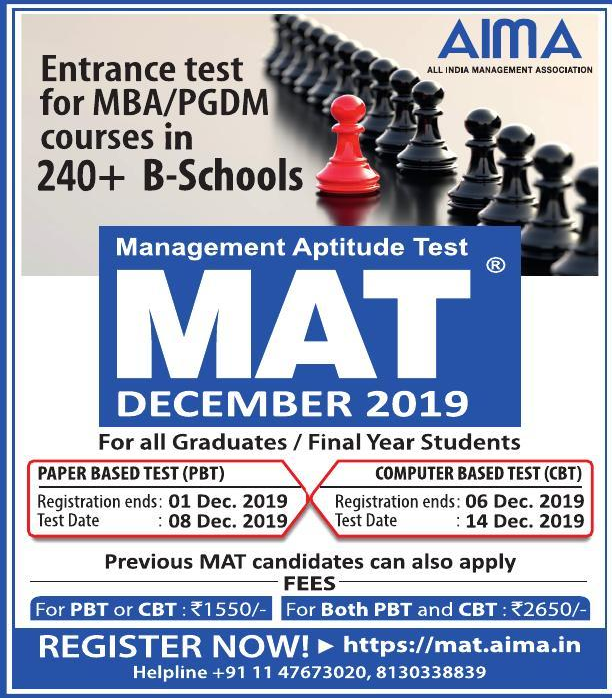 AIMA
ALL INDIA MANAGEMENT ASSOCIATION
Entrance test
for MBA/PGDM
courses in
240+ B-Schools
Management Aptitude Test
MAT ®
DECEMBER 2019
For all Graduates / Final Year Students
PAPER BASED TEST (PBT)
Registration ends: 01 Dec. 2019
Test Date : 08 Dec. 2019
COMPUTER BASED TEST (CBT)
Registration ends: 06 Dec. 2019
Test Date : 14 Dec. 2019
Previous MAT candidates can also apply
FEES
For PBT or CBT : ₹1550/-
For Both PBT and CBT : ₹2650/-
REGISTER NOW! ► https://mat.aima.in
Helpline +91 11 47673020, 8130338839